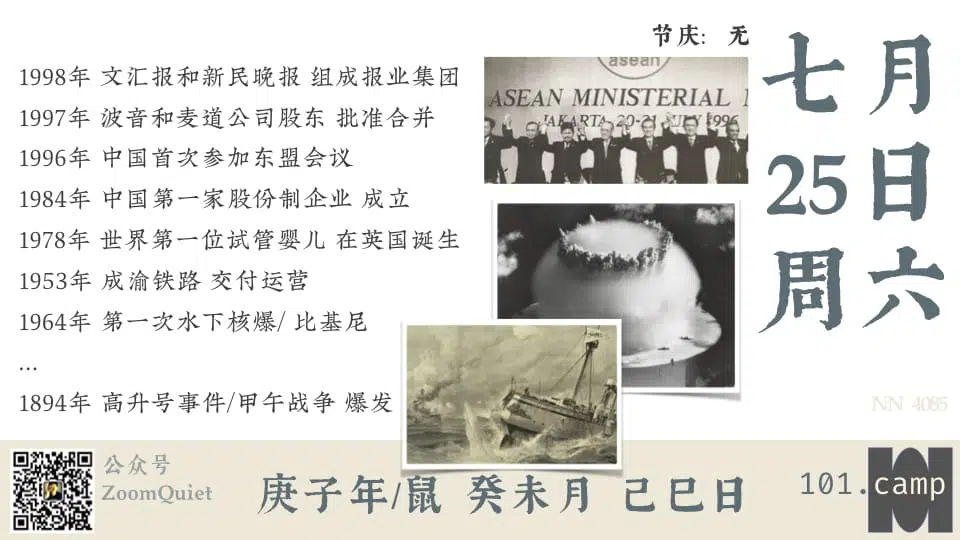 节庆: 无
七月
25日
周六
1998年 文汇报和新民晚报 组成报业集团
1997年 波音和麦道公司股东 批准合并
1996年 中国首次参加东盟会议
1984年 中国第一家股份制企业 成立
1978年 世界第一位试管婴儿 在英国诞生
1953年 成渝铁路 交付运营
1964年 第一次水下核爆/ 比基尼
...
1894年 高升号事件/甲午战争 爆发
asean
ASEAN MINISTERIAL
JAKARTA, 20-21 JULY 1996
NN 4085
公众号
ZoomQuiet
庚子年/鼠 癸未月 己巳日
101.camp